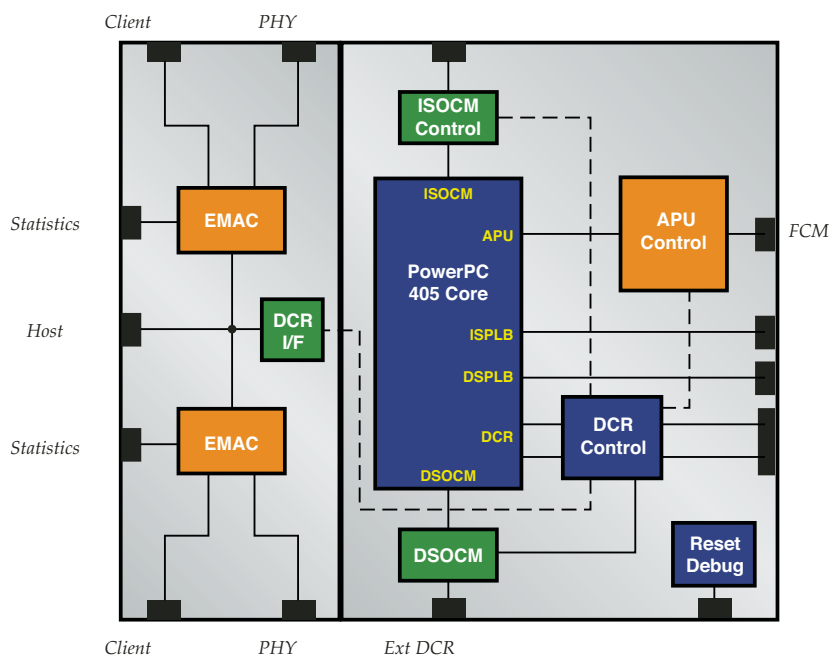 Client
PHY
ISOCM
Control
ISOCM
EMAC
Statistics
APU
APU
Control
FCM
PowerPC
405 Core
Host
DCR
I/F
ISPLB
DSPLB
EMAC
Statistics
DCR
DCR
Control
DSOCM
DSOCM
Reset
Debug
Client
PHY
Ext DCR